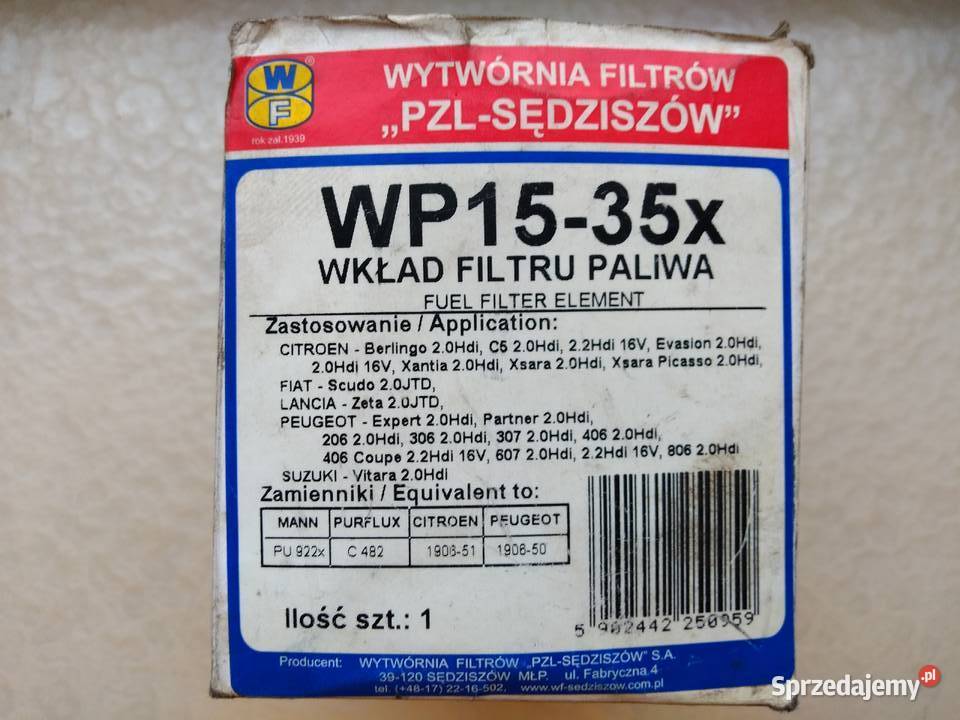 WF®
rok zał.1939
WYTWÓRNIA FILTRÓW
„PZL-SĘDZISZÓW”
WP15-35x
WKŁAD FILTRU PALIWA
FUEL FILTER ELEMENT
Zastosowanie / Application:
CITROEN - Berlingo 2.0Hdi, C5 2.0Hdi, 2.2Hdi 16V, Evasion 2.0Hdi,
2.0Hdi 16V, Xantia 2.0Hdi, Xsara 2.0Hdi, Xsara Picasso 2.0Hdi,
FIAT - Scudo 2.0JTD,
LANCIA - Zeta 2.0JTD,
PEUGEOT - Expert 2.0Hdi, Partner 2.0Hdi,
206 2.0Hdi, 306 2.0Hdi, 307 2.0Hdi, 406 2.0Hdi,
406 Coupe 2.2Hdi 16V, 607 2.0Hdi, 2.2Hdi 16V, 806 2.0Hdi
SUZUKI - Vitara 2.0Hdi
Zamienniki / Equivalent to:
MANN PURFLUX CITROEN PEUGEOT
PU 922x C 482 1906-51 1906-50
Ilość szt.: 1
5 902442 250959
Producent: WYTWÓRNIA FILTRÓW „PZL-SĘDZISZÓW” S.A.
39-120 SĘDZISZÓW MŁP. ul. Fabryczna 4
tel. (+48-17) 22-16-502, www.wf-sedziszow.com.pl
Sprzedajemy.pl